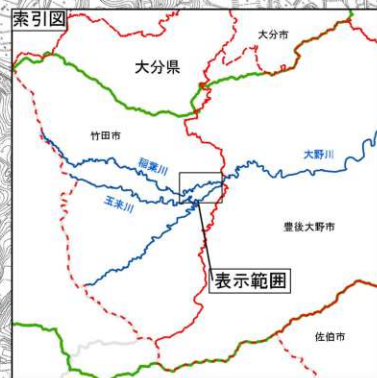 索引図
大分市
大分県
竹田市
稲葉川
大野川
玉来川
豊後大野市
表示範囲
佐伯市